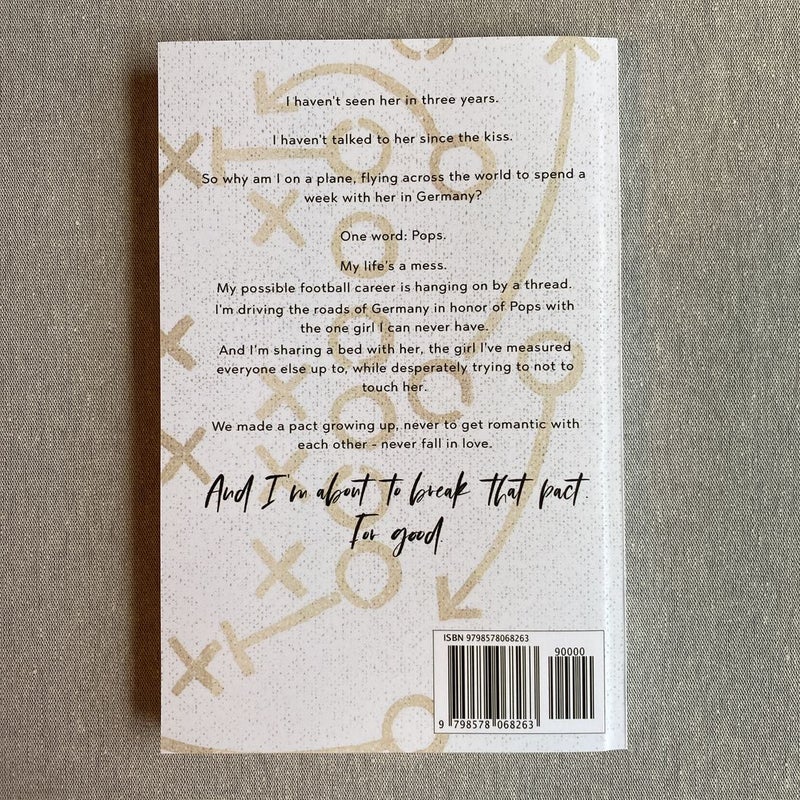 I haven't seen her in three years.
I haven't talked to her since the kiss.
So why am I on a plane, flying across the world to spend a
week with her in Germany?
One word: Pops.
My life's a mess.
My possible football career is hanging on by a thread.
I'm driving the roads of Germany in honor of Pops with
the one girl I can never have.
And I'm sharing a bed with her, the girl I've measured
everyone else up to, while desperately trying to not to
touch her.
We made a pact growing up, never to get romantic with
each other - never fall in love.
And I'm about to break that pact.
For good.
ISBN 9798578068263
90000
9 798578 068263